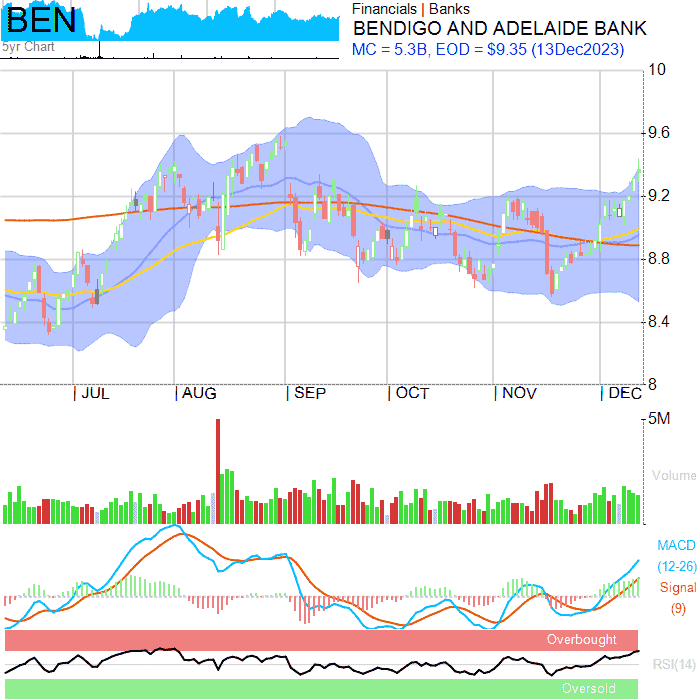 BEN
5yr Chart
Financials | Banks
BENDIGO AND ADELAIDE BANK
MC = 5.3B, EOD = $9.35 (13Dec2023)
10
9.6
9.2
8.8
8.4
8
| JUL | AUG | SEP | OCT | NOV | DEC
5M
Volume
MACD
(12-26)
Signal
(9)
Overbought
RSI(14)
Oversold